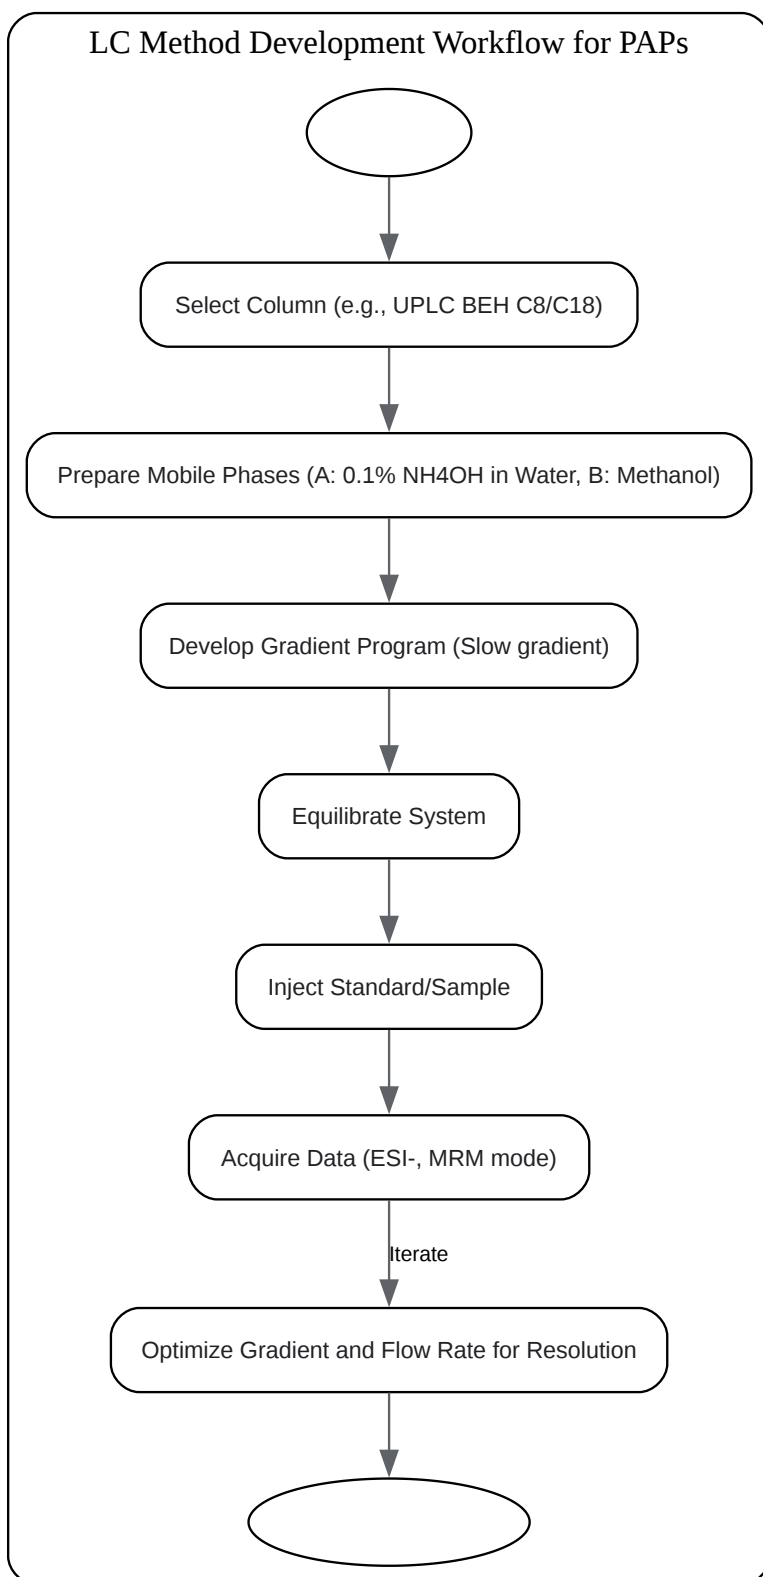 LC Method Development Workflow for PAPs
Select Column (e.g., UPLC BEH C8/C18)
Prepare Mobile Phases (A: 0.1% NH4OH in Water, B: Methanol)
Develop Gradient Program (Slow gradient)
Equilibrate System
Inject Standard/Sample
Acquire Data (ESI-, MRM mode)
Iterate
Optimize Gradient and Flow Rate for Resolution